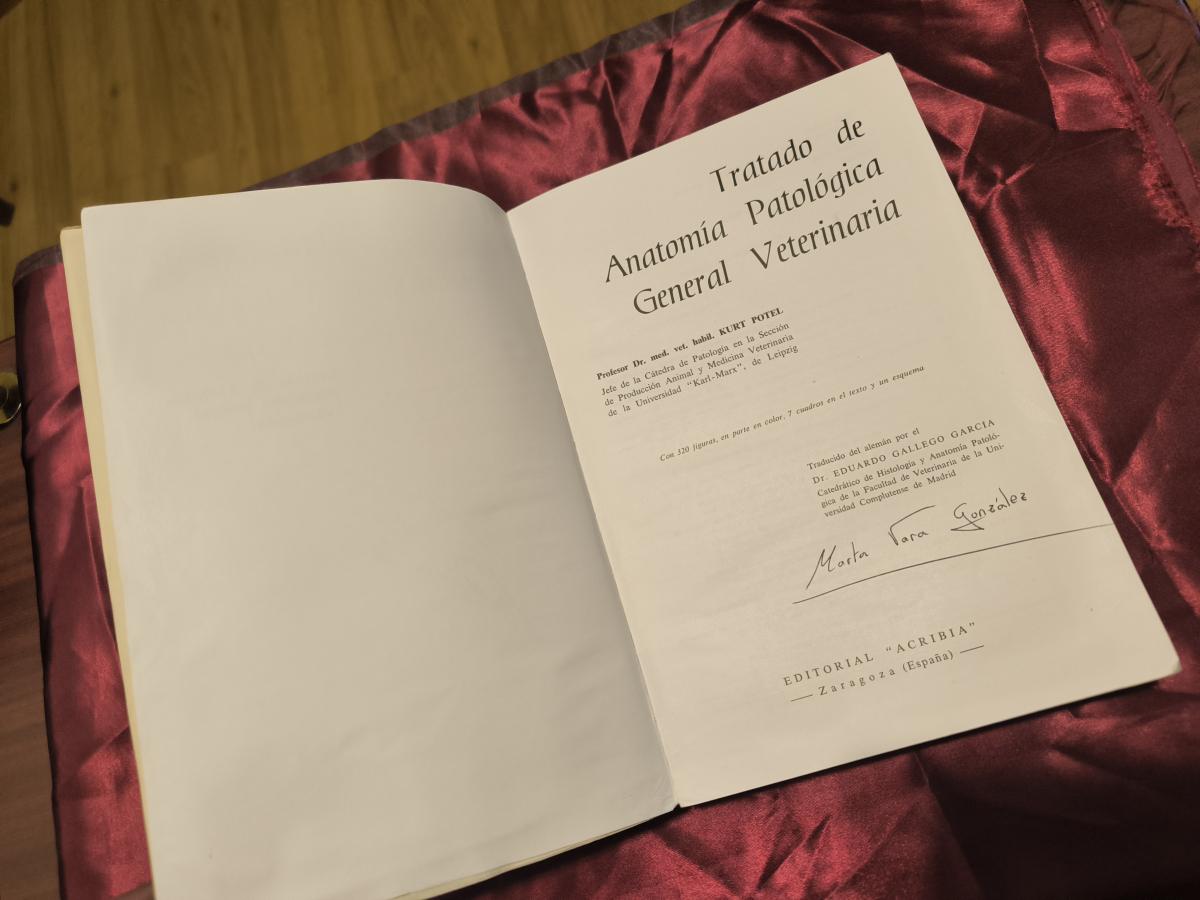 Tratado de
Anatomía Patológica
General Veterinaria
Profesor Dr. med. vet. habil. KURT POTEL
Jefe de la Cátedra de Patología en la Sección
de Producción Animal y Medicina Veterinaria
de la Universidad "Karl-Marx", de Leipzig
Con 320 figuras, en parte en color, 7 cuadros en el texto y un esquema
Traducido del alemán por el
Dr. EDUARDO GALLEGO GARCIA
Catedrático de Histología y Anatomía Patoló-
gica de la Facultad de Veterinaria de la Uni-
versidad Complutense de Madrid
Marta Vara González
EDITORIAL "ACRIBIA"
Zaragoza (España)